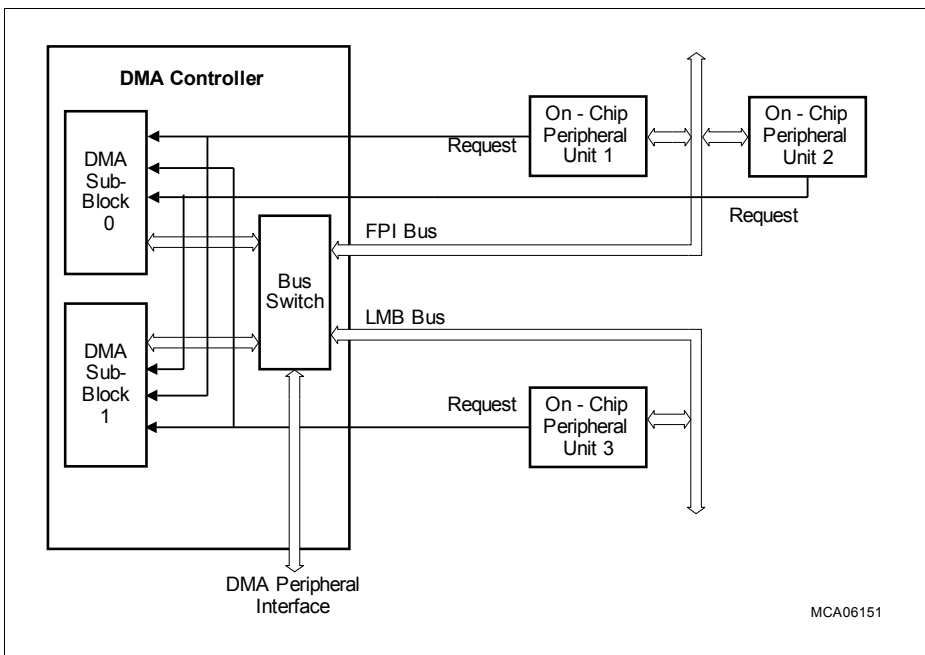 DMA Controller
DMA
Sub-
Block
0
DMA
Sub-
Block
1
Bus
Switch
Request
On - Chip
Peripheral
Unit 1
On - Chip
Peripheral
Unit 2
Request
FPI Bus
LMB Bus
Request
On - Chip
Peripheral
Unit 3
DMA Peripheral
Interface
MCA06151